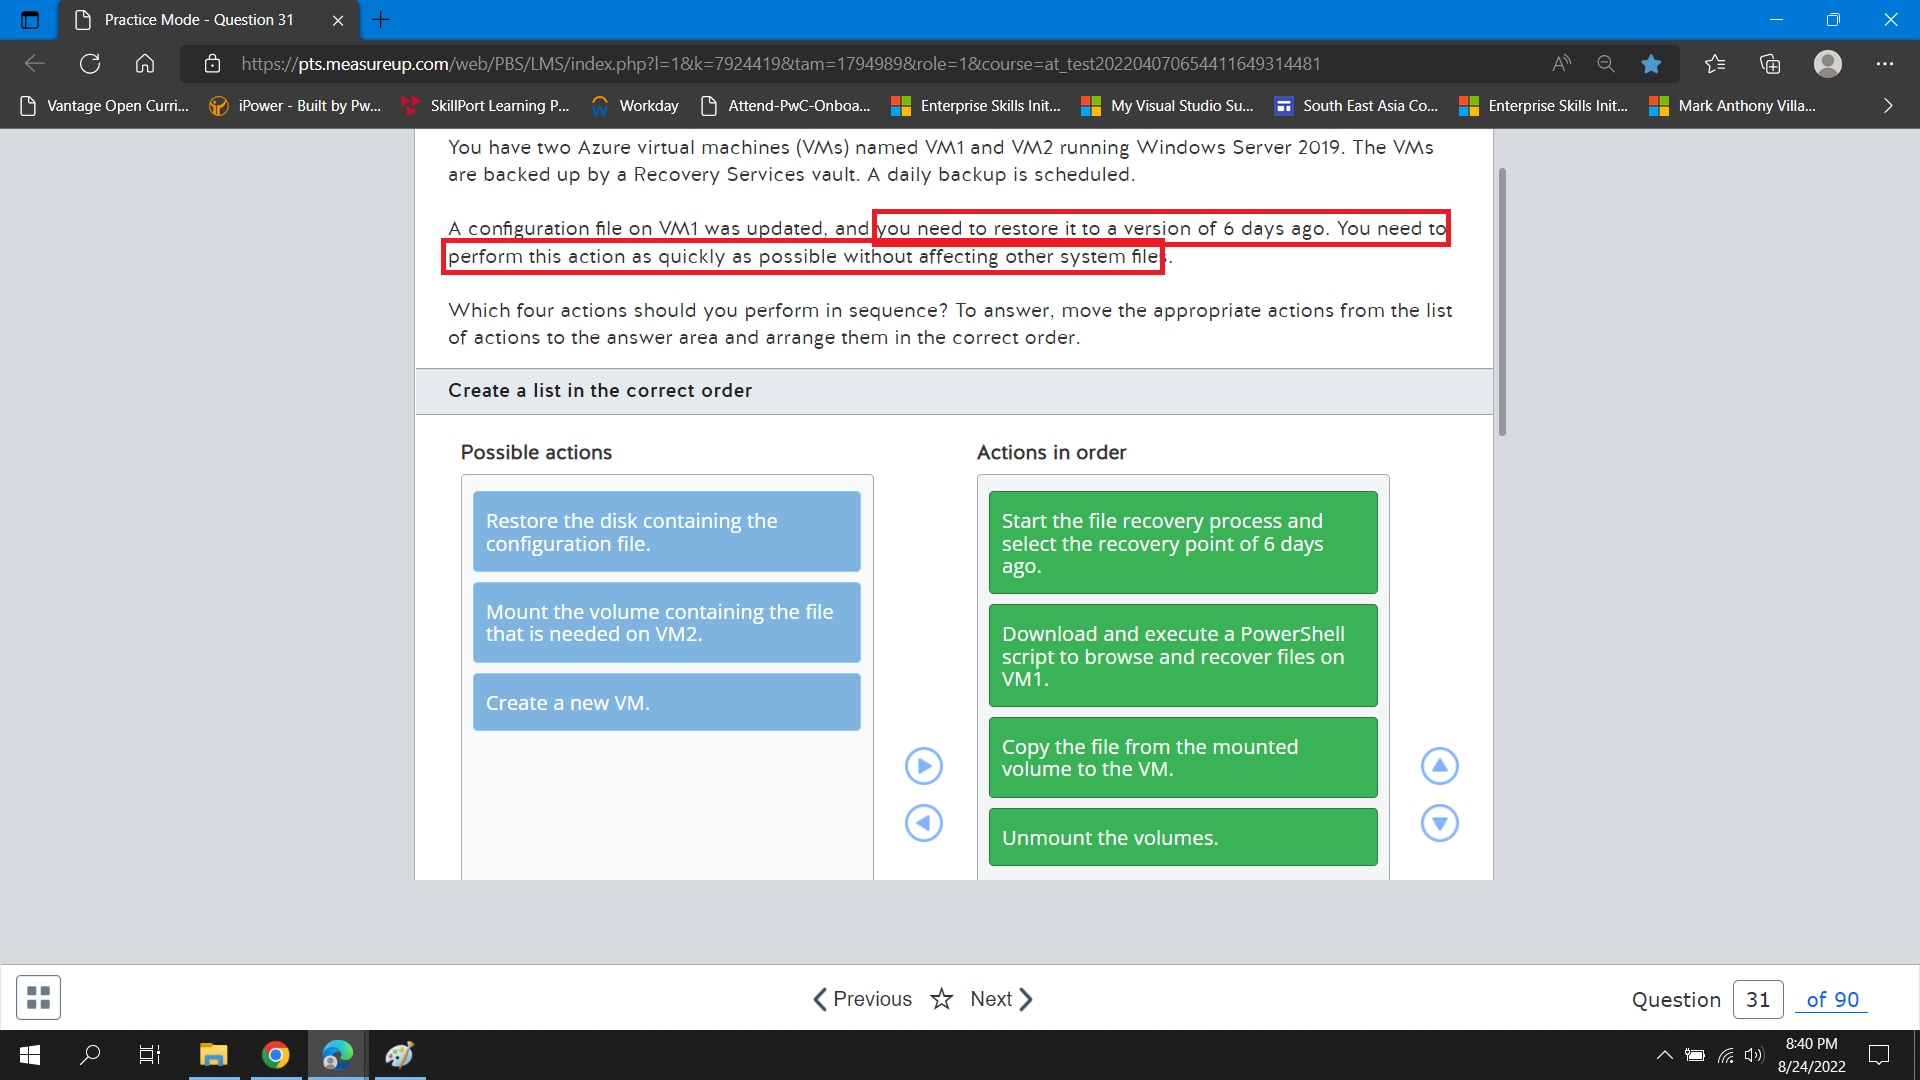 Practice Mode - Question 31
https://pts.measureup.com/web/PBS/LMS/index.php?l=1&k=7924419&tam=1794989&role=1&course=at_test202204070654411649314481
Vantage Open Curri... iPower - Built by Pw... SkillPort Learning P... Workday Attend-PwC-Onboa... Enterprise Skills Init... My Visual Studio Su... South East Asia Co... Enterprise Skills Init... Mark Anthony Villa...
You have two Azure virtual machines (VMs) named VM1 and VM2 running Windows Server 2019. The VMs
are backed up by a Recovery Services vault. A daily backup is scheduled.
A configuration file on VM1 was updated, and you need to restore it to a version of 6 days ago. You need to
perform this action as quickly as possible without affecting other system files.
Which four actions should you perform in sequence? To answer, move the appropriate actions from the list
of actions to the answer area and arrange them in the correct order.
Create a list in the correct order
Possible actions
Restore the disk containing the
configuration file.
Mount the volume containing the file
that is needed on VM2.
Create a new VM.
Actions in order
Start the file recovery process and
select the recovery point of 6 days
ago.
Download and execute a PowerShell
script to browse and recover files on
VM1.
Copy the file from the mounted
volume to the VM.
Unmount the volumes.
Previous Next
Question 31 of 90
8:40 PM
8/24/2022